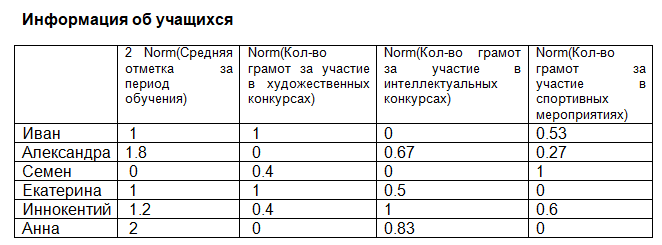 Информация об учащихся
2 Norm(Средняя отметка за период обучения)
Norm(Кол-во грамот за участие в художественных конкурсах)
Norm(Кол-во грамот за участие в интеллектуальных конкурсах)
Norm(Кол-во грамот за участие в спортивных мероприятиях)
Иван 1 1 0 0.53
Александра 1.8 0 0.67 0.27
Семен 0 0.4 0 1
Екатерина 1 1 0.5 0
Иннокентий 1.2 0.4 1 0.6
Анна 2 0 0.83 0